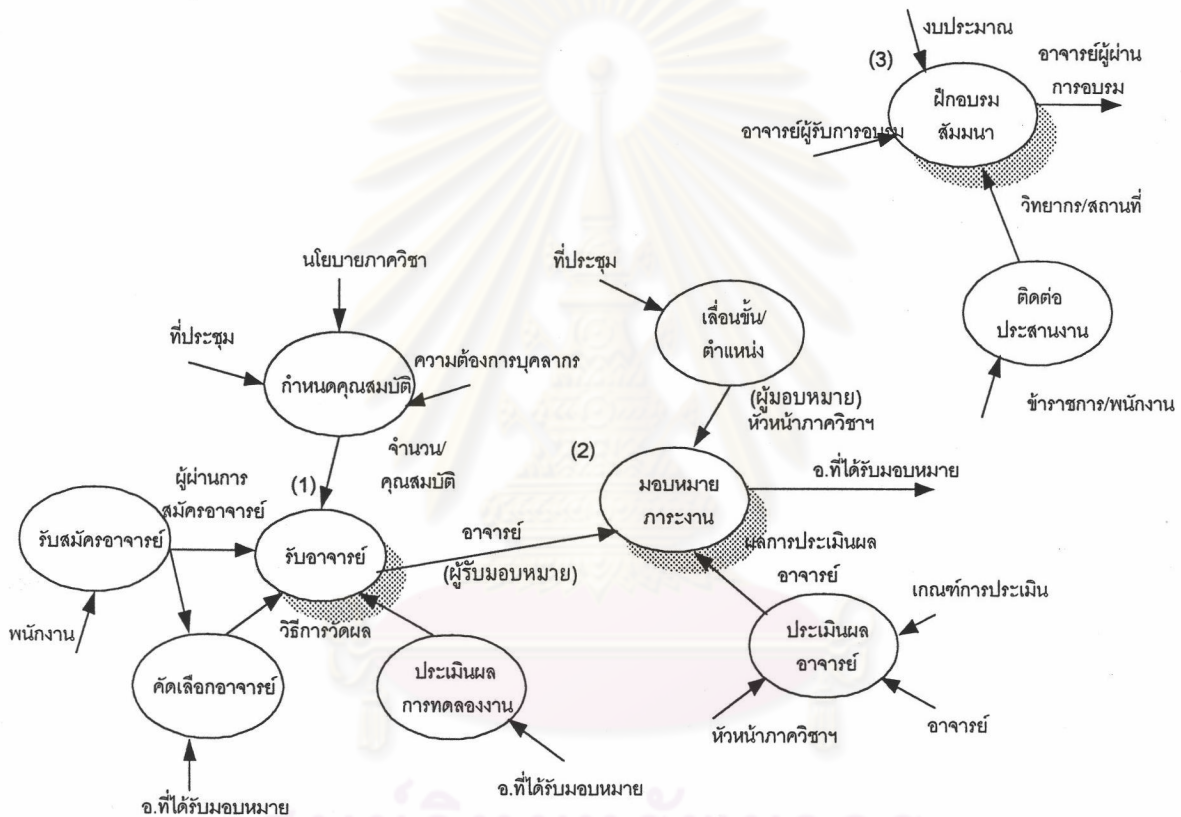 งบประมาณ
(3)
อาจารย์ผู้ผ่าน
การอบรม
ฝึกอบรม
สัมมนา
อาจารย์ผู้รับการอบรม
วิทยากร/สถานที่
ติดต่อ
ประสานงาน
ข้าราชการ/พนักงาน
นโยบายภาควิชา
ที่ประชุม
กำหนดคุณสมบัติ
ความต้องการบุคลากร
จำนวน/
คุณสมบัติ
ที่ประชุม
เลื่อนขั้น/
ตำแหน่ง
(ผู้มอบหมาย)
หัวหน้าภาควิชาฯ
(2)
มอบหมาย
ภาระงาน
อ.ที่ได้รับมอบหมาย
(1)
ผู้ผ่านการ
สมัครอาจารย์
รับสมัครอาจารย์
รับอาจารย์
อาจารย์
(ผู้รับมอบหมาย)
พนักงาน
วิธีการวัดผล
คัดเลือกอาจารย์
ประเมินผล
การทดลองงาน
อ.ที่ได้รับมอบหมาย
อ.ที่ได้รับมอบหมาย
ผลการประเมินผล
อาจารย์
เกณฑ์การประเมิน
ประเมินผล
อาจารย์
หัวหน้าภาควิชาฯ
อาจารย์